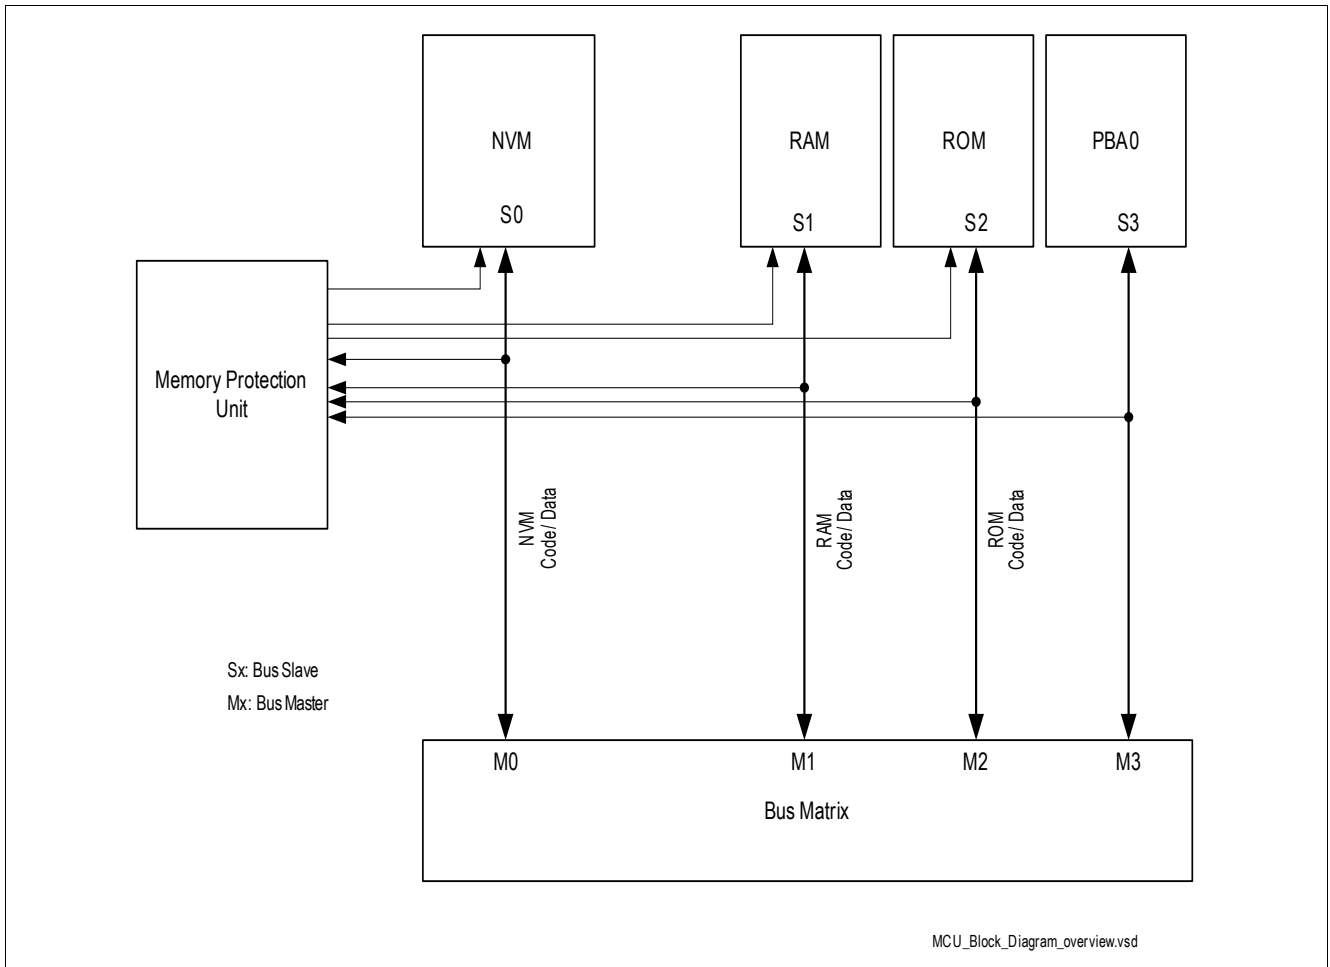 NVM
S0
RAM
S1
ROM
S2
PBA0
S3
Memory Protection
Unit
NVM
Code/ Data
RAM
Code/ Data
ROM
Code/ Data
Sx: Bus Slave
Mx: Bus Master
M0
M1
M2
M3
Bus Matrix
MCU_Block_Diagram_overview.vsd